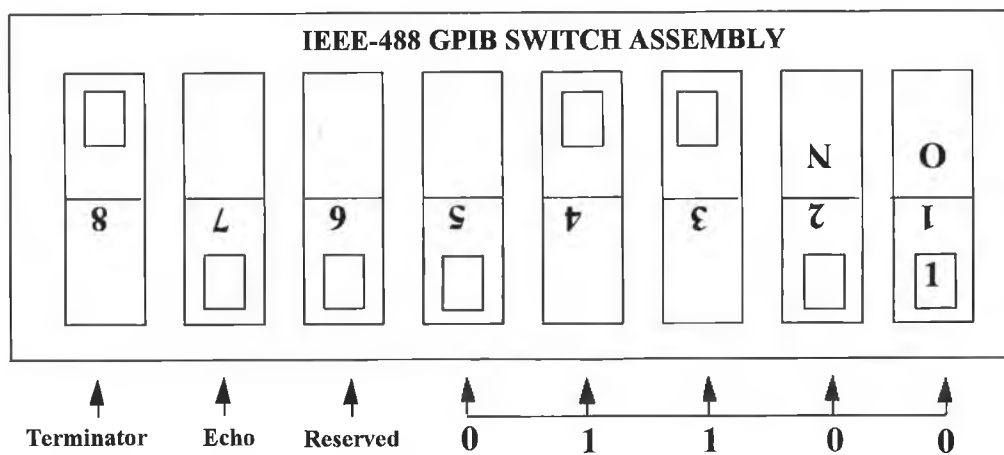 IEEE-488 GPIB SWITCH ASSEMBLY
N O
8 7 6 5 4 3 2 1
1
Terminator Echo Reserved 0 1 1 0 0